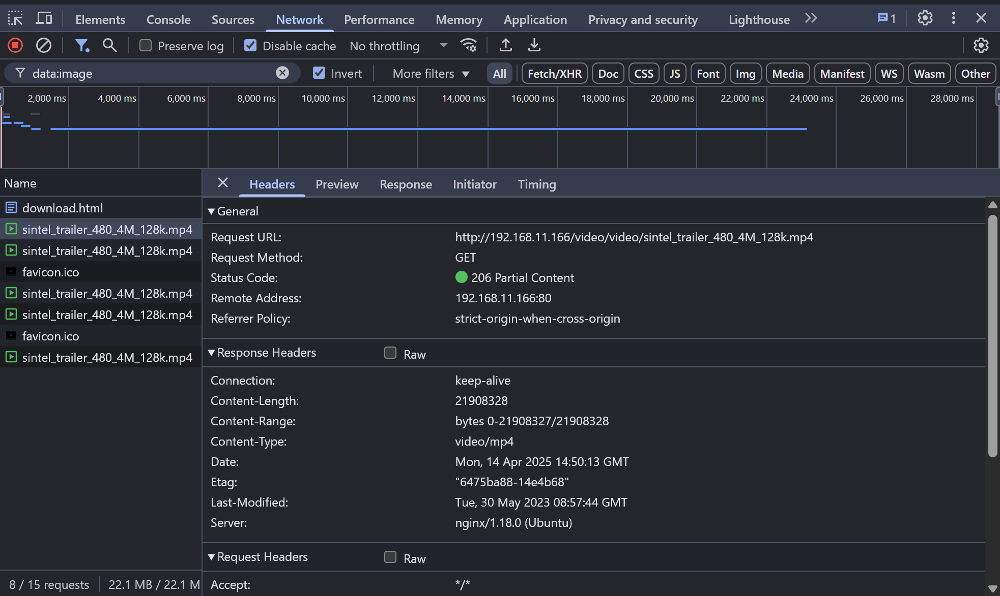 Elements Console Sources Network Performance Memory Application Privacy and security Lighthouse 1
Preserve log Disable cache No throttling
data:image Invert More filters All Fetch/XHR Doc CSS JS Font Img Media Manifest WS Wasm Other
2,000 ms 4,000 ms 6,000 ms 8,000 ms 10,000 ms 12,000 ms 14,000 ms 16,000 ms 18,000 ms 20,000 ms 22,000 ms 24,000 ms 26,000 ms 28,000 ms
Name
download.html
sintel_trailer_480_4M_128k.mp4
sintel_trailer_480_4M_128k.mp4
favicon.ico
sintel_trailer_480_4M_128k.mp4
sintel_trailer_480_4M_128k.mp4
favicon.ico
sintel_trailer_480_4M_128k.mp4
8 / 15 requests 22.1 MB / 22.1 M
Headers Preview Response Initiator Timing
General
Request URL: http://192.168.11.166/video/video/sintel_trailer_480_4M_128k.mp4
Request Method: GET
Status Code: 206 Partial Content
Remote Address: 192.168.11.166:80
Referrer Policy: strict-origin-when-cross-origin
Response Headers Raw
Connection: keep-alive
Content-Length: 21908328
Content-Range: bytes 0-21908327/21908328
Content-Type: video/mp4
Date: Mon, 14 Apr 2025 14:50:13 GMT
Etag: "6475ba88-14e4b68"
Last-Modified: Tue, 30 May 2023 08:57:44 GMT
Server: nginx/1.18.0 (Ubuntu)
Request Headers Raw
Accept: */*